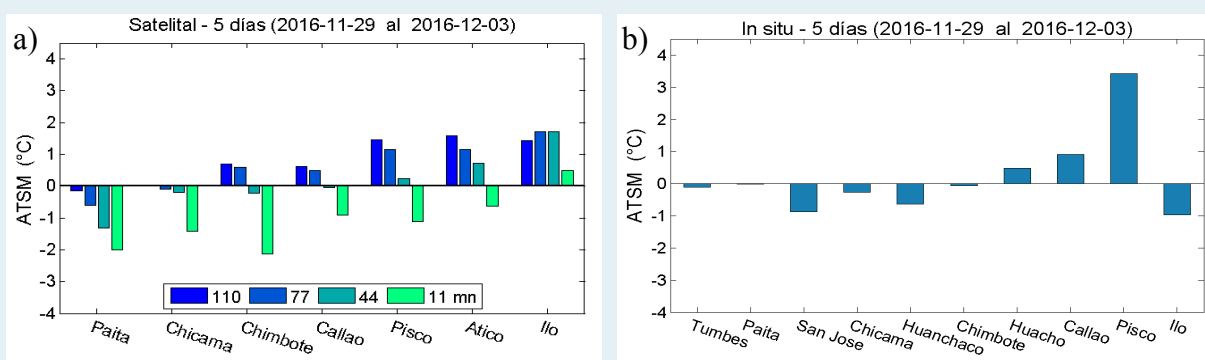 a)
Satelital - 5 días (2016-11-29 al 2016-12-03)
ATSM (°C)
4
3
2
1
0
-1
-2
-3
-4
110 77 44 11 mn
Paita Chicama Chimbote Callao Pisco Atico Ilo
b)
In situ - 5 días (2016-11-29 al 2016-12-03)
ATSM (°C)
4
3
2
1
0
-1
-2
-3
-4
Tumbes Paita San Jose Chicama Huanchaco Chimbote Huacho Callao Pisco Ilo